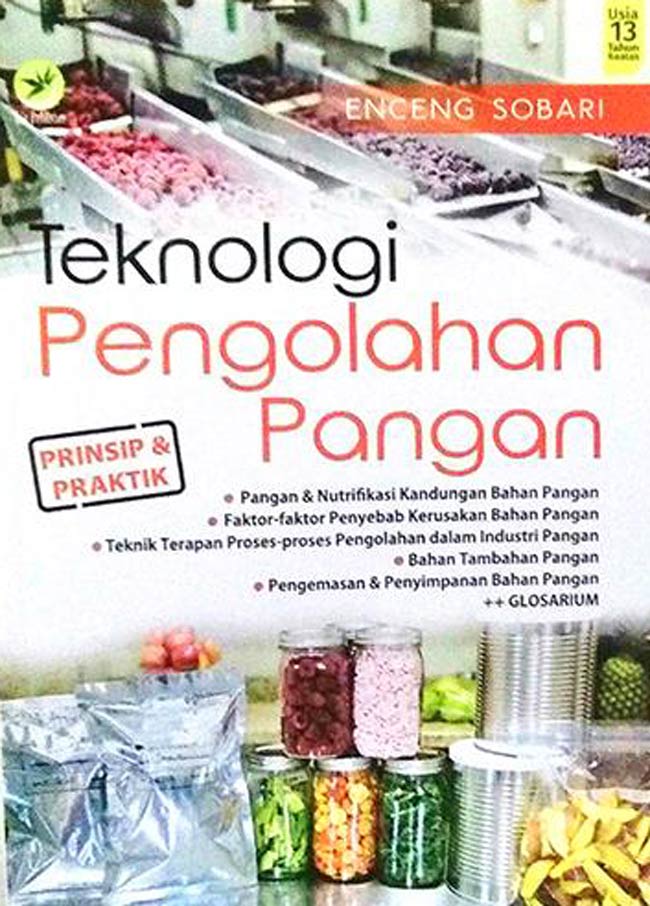 Usia
13
Tahun
keatas
ENCENG SOBARI
Teknologi
Pengolahan
Pangan
PRINSIP &
PRAKTIK
Pangan & Nutrifikasi Kandungan Bahan Pangan
Faktor-faktor Penyebab Kerusakan Bahan Pangan
Teknik Terapan Proses-proses Pengolahan dalam Industri Pangan
Bahan Tambahan Pangan
Pengemasan & Penyimpanan Bahan Pangan
++ GLOSARIUM